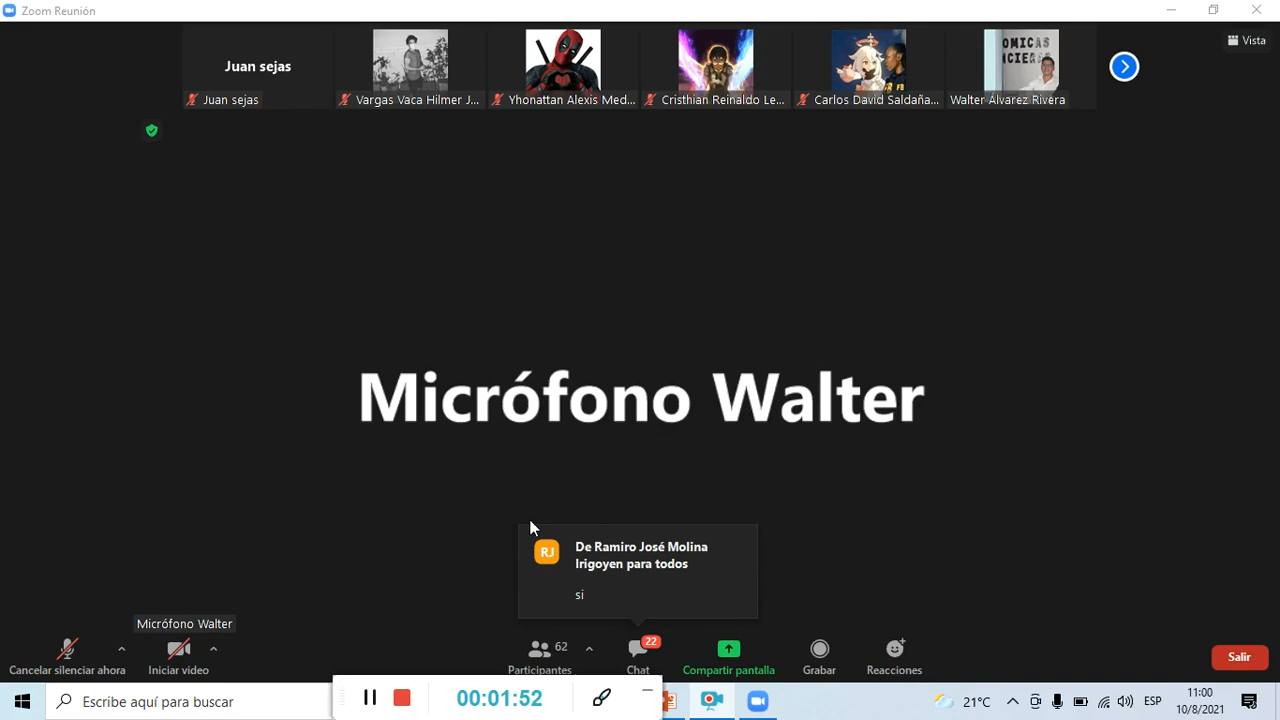 Zoom Reunión
Vista
Juan sejas
Juan sejas
Vargas Vaca Hilmer J...
Yhonattan Alexis Med...
Cristhian Reinaldo Le...
Carlos David Saldaña...
OMICAS
NCIER
Walter Álvarez Rivera
Micrófono Walter
RJ
De Ramiro José Molina
Irigoyen para todos
si
Micrófono Walter
Cancelar silenciar ahora
Iniciar video
62
Participantes
22
Chat
Compartir pantalla
Grabar
Reacciones
Salir
Escribe aquí para buscar
00:01:52
21°C
ESP
11:00
10/8/2021